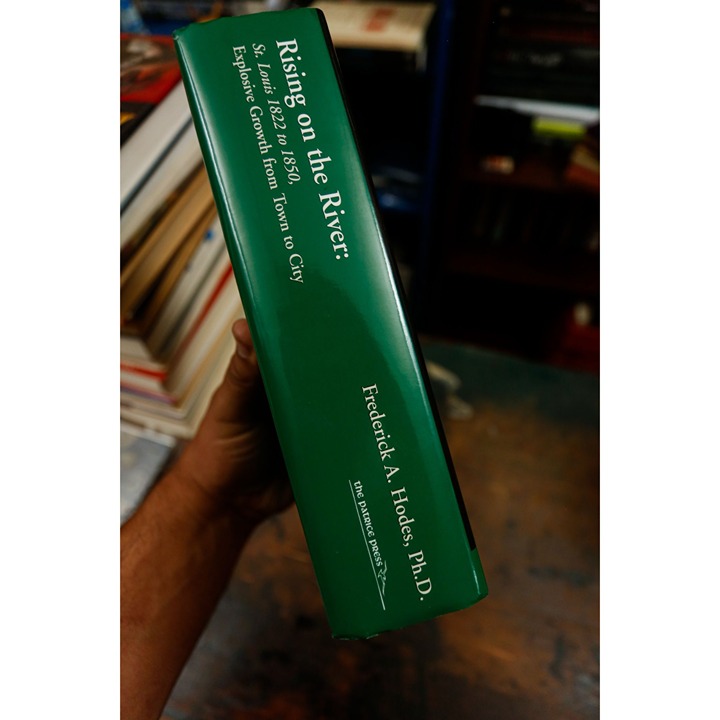 Rising on the River:
St. Louis 1822 to 1850,
Explosive Growth from Town to City
Frederick A. Hodes, Ph.D.
the patrice press